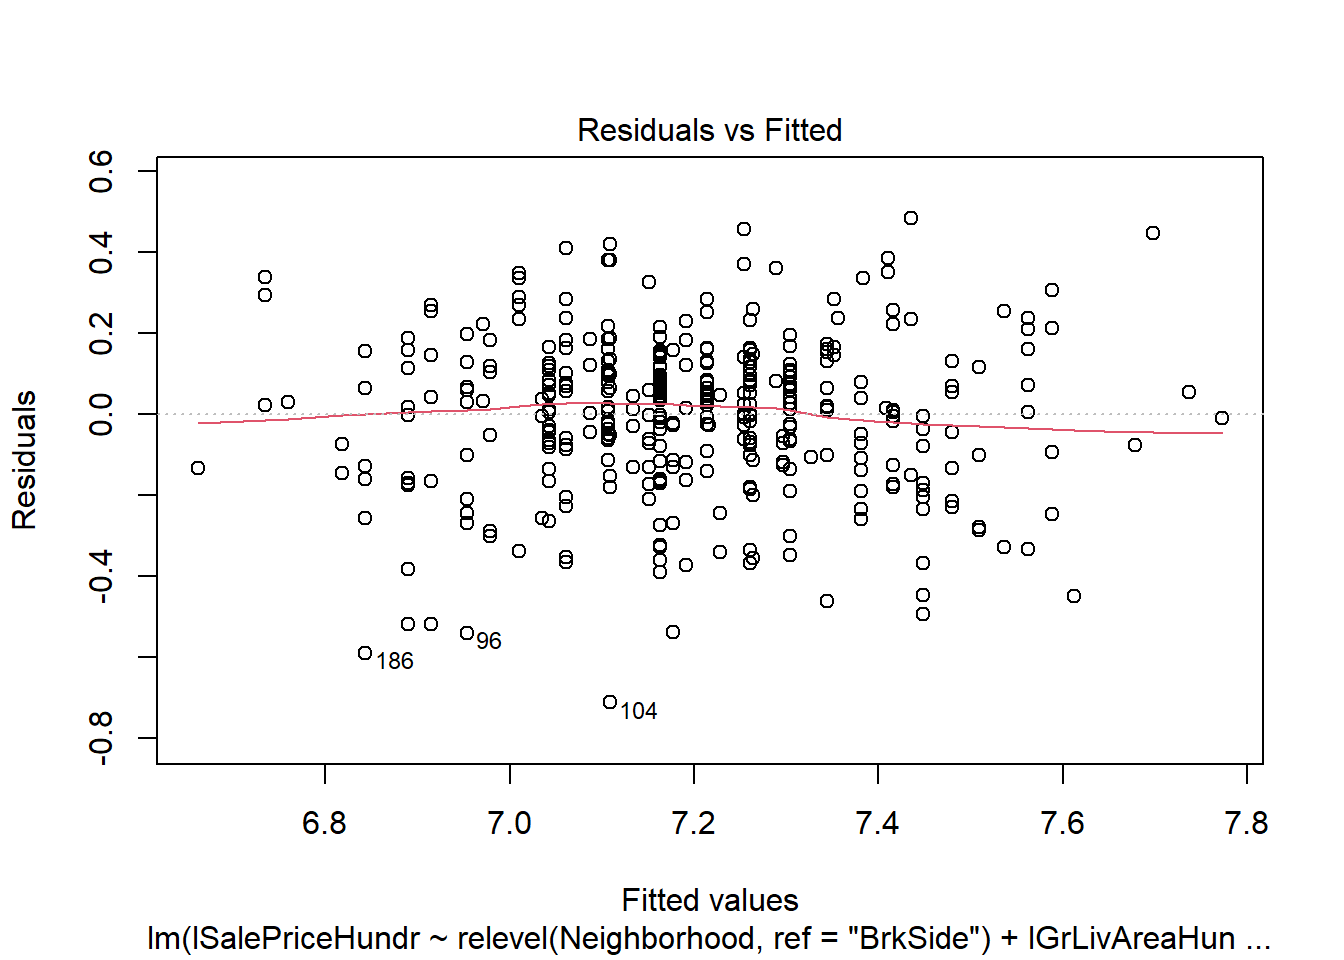 Residuals vs Fitted
Residuals
0.6
0.4
0.2
0.0
-0.4
-0.8
96
186
104
6.8 7.0 7.2 7.4 7.6 7.8
Fitted values
lm(lSalePriceHundr ~ relevel(Neighborhood, ref = "BrkSide") + lGrLivAreaHun ...